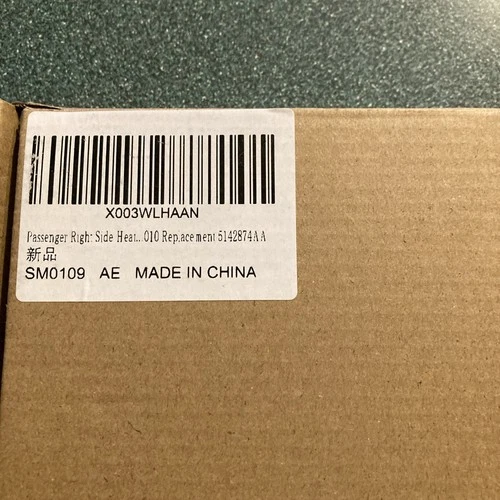 X003WLHAAN
Passenger Right Side Heat...010 Replacement 5142874AA
新品
SM0109 AE MADE IN CHINA